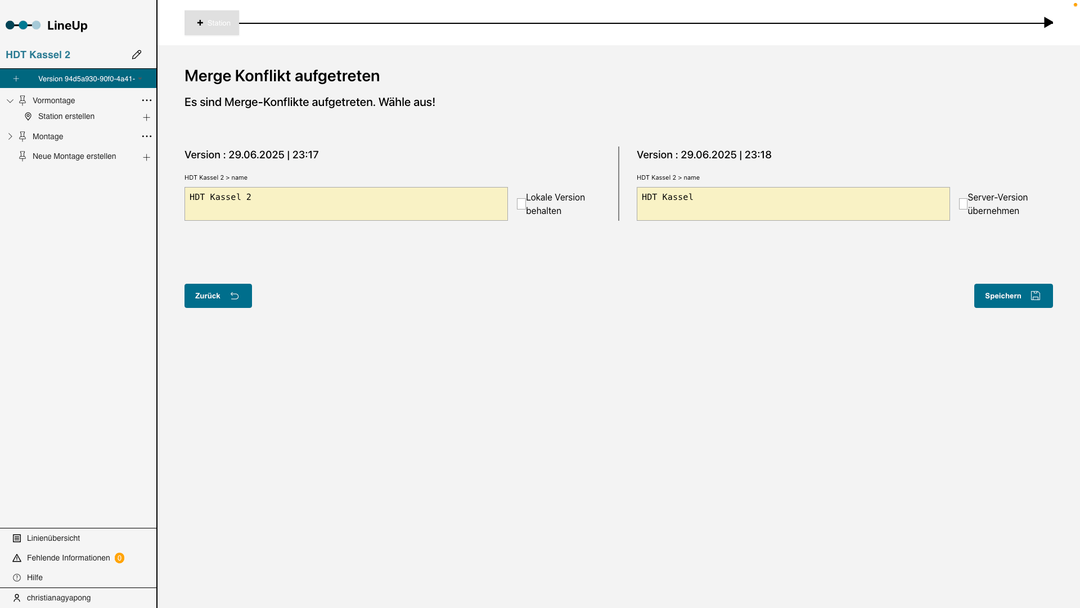 LineUp
HDT Kassel 2
+ Version 94d5a930-90f0-4a41-
Vormontage
Station erstellen
Montage
Neue Montage erstellen
Linienübersicht
Fehlende Informationen 0
Hilfe
christianagyapong
+ Station
Merge Konflikt aufgetreten
Es sind Merge-Konflikte aufgetreten. Wähle aus!
Version : 29.06.2025 | 23:17
HDT Kassel 2 > name
HDT Kassel 2
Lokale Version
behalten
Version : 29.06.2025 | 23:18
HDT Kassel 2 > name
HDT Kassel
Server-Version
übernehmen
Zurück
Speichern